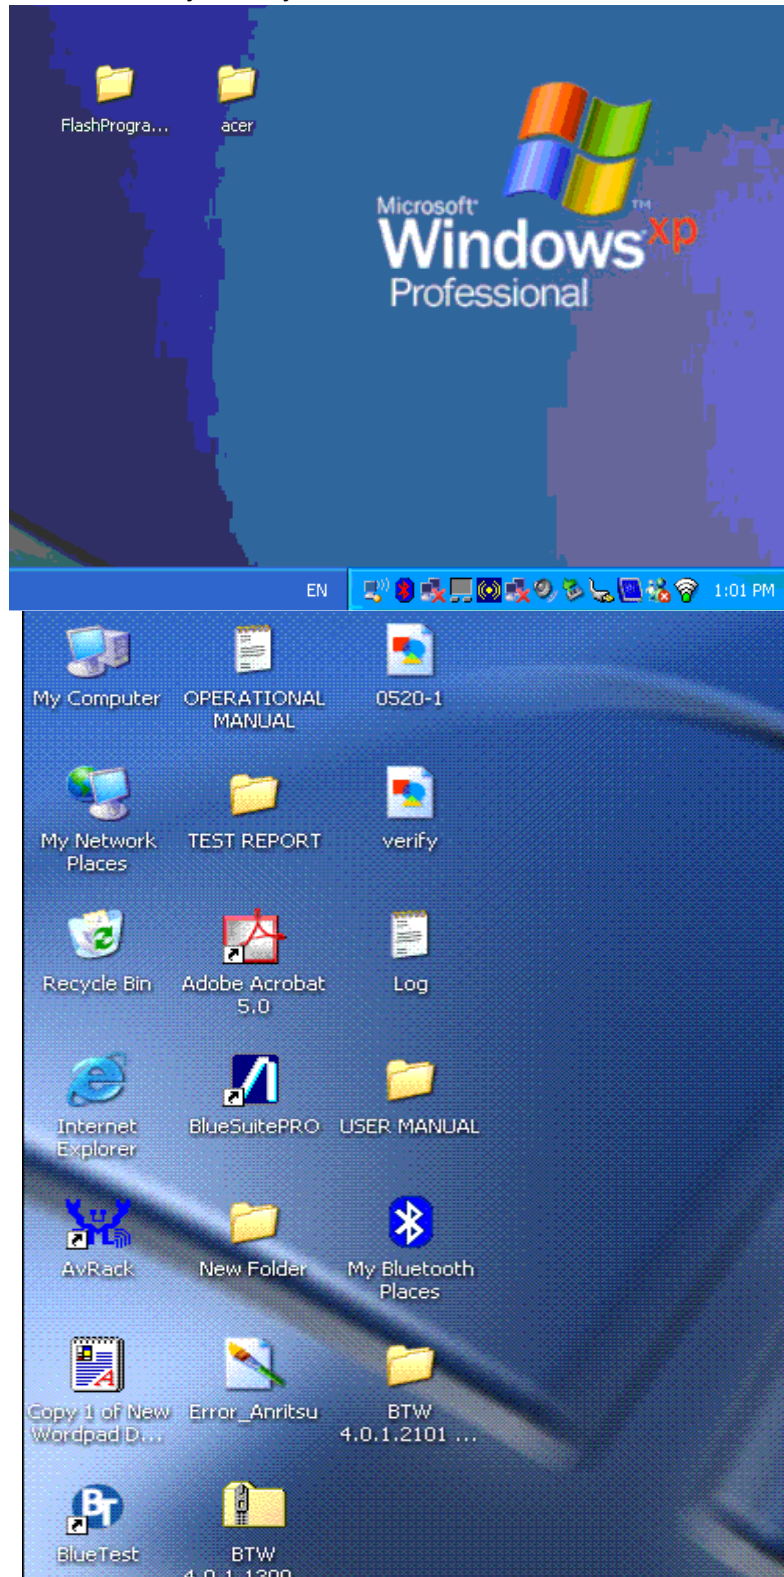 FlashProgra...
acer
Microsoft
TM
Windows xp
Professional
EN
1:01 PM
My Computer
OPERATIONAL
MANUAL
0520-1
My Network
Places
TEST REPORT
verify
Recycle Bin
Adobe Acrobat
5.0
Log
Internet
Explorer
BlueSuitePRO
USER MANUAL
AvRack
New Folder
My Bluetooth
Places
Copy 1 of New
Wordpad D...
Error_Anritsu
BTW
4.0.1.2101 ...
BT
BlueTest
BTW